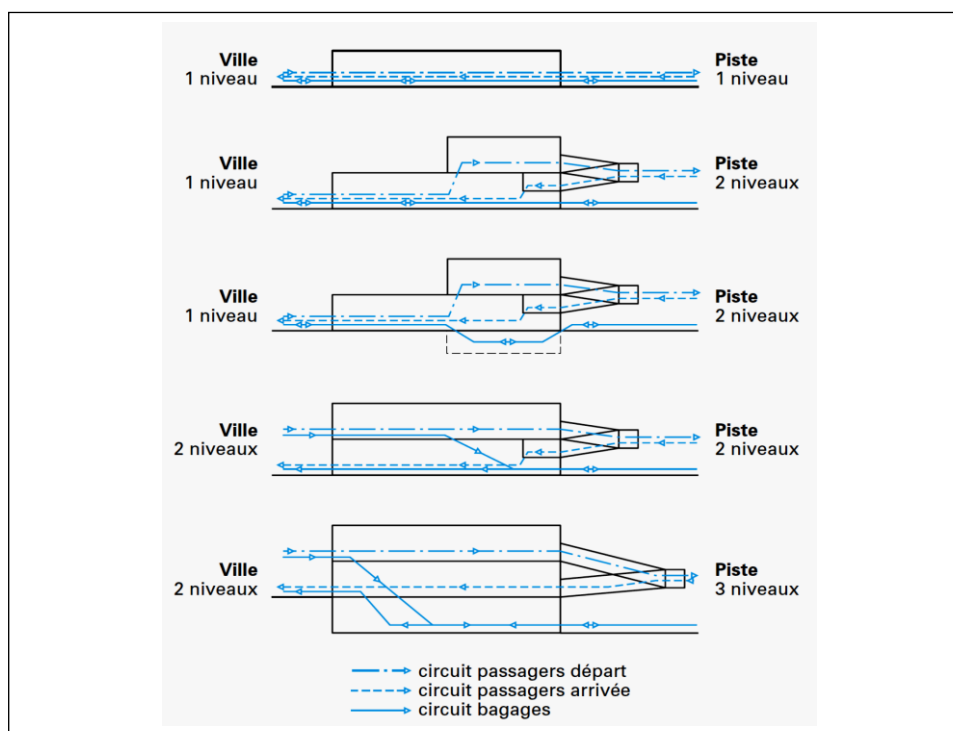 Ville
1 niveau
Piste
1 niveau
Ville
1 niveau
Piste
2 niveaux
Ville
1 niveau
Piste
2 niveaux
Ville
2 niveaux
Piste
2 niveaux
Ville
2 niveaux
Piste
3 niveaux
circuit passagers départ
circuit passagers arrivée
circuit bagages